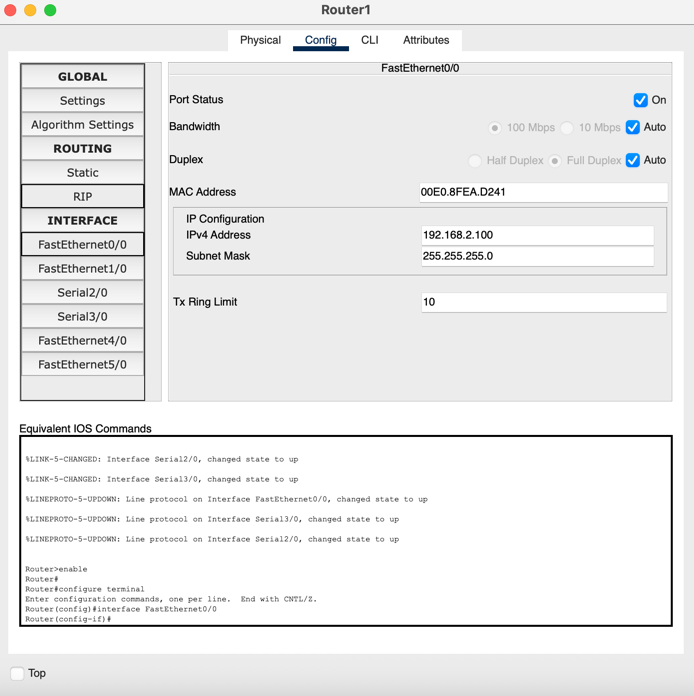 Router1
Physical Config CLI Attributes
GLOBAL
Settings
Algorithm Settings
ROUTING
Static
RIP
INTERFACE
FastEthernet0/0
FastEthernet1/0
Serial2/0
Serial3/0
FastEthernet4/0
FastEthernet5/0
FastEthernet0/0
Port Status On
Bandwidth 100 Mbps 10 Mbps Auto
Duplex Half Duplex Full Duplex Auto
MAC Address 00E0.8FEA.D241
IP Configuration
IPv4 Address 192.168.2.100
Subnet Mask 255.255.255.0
Tx Ring Limit 10
Equivalent IOS Commands
%LINK-5-CHANGED: Interface Serial2/0, changed state to up
%LINK-5-CHANGED: Interface Serial3/0, changed state to up
%LINEPROTO-5-UPDOWN: Line protocol on Interface FastEthernet0/0, changed state to up
%LINEPROTO-5-UPDOWN: Line protocol on Interface Serial3/0, changed state to up
%LINEPROTO-5-UPDOWN: Line protocol on Interface Serial2/0, changed state to up
Router>enable
Router#
Router#configure terminal
Enter configuration commands, one per line.  End with CNTL/Z.
Router(config)#interface FastEthernet0/0
Router(config-if)#
Top